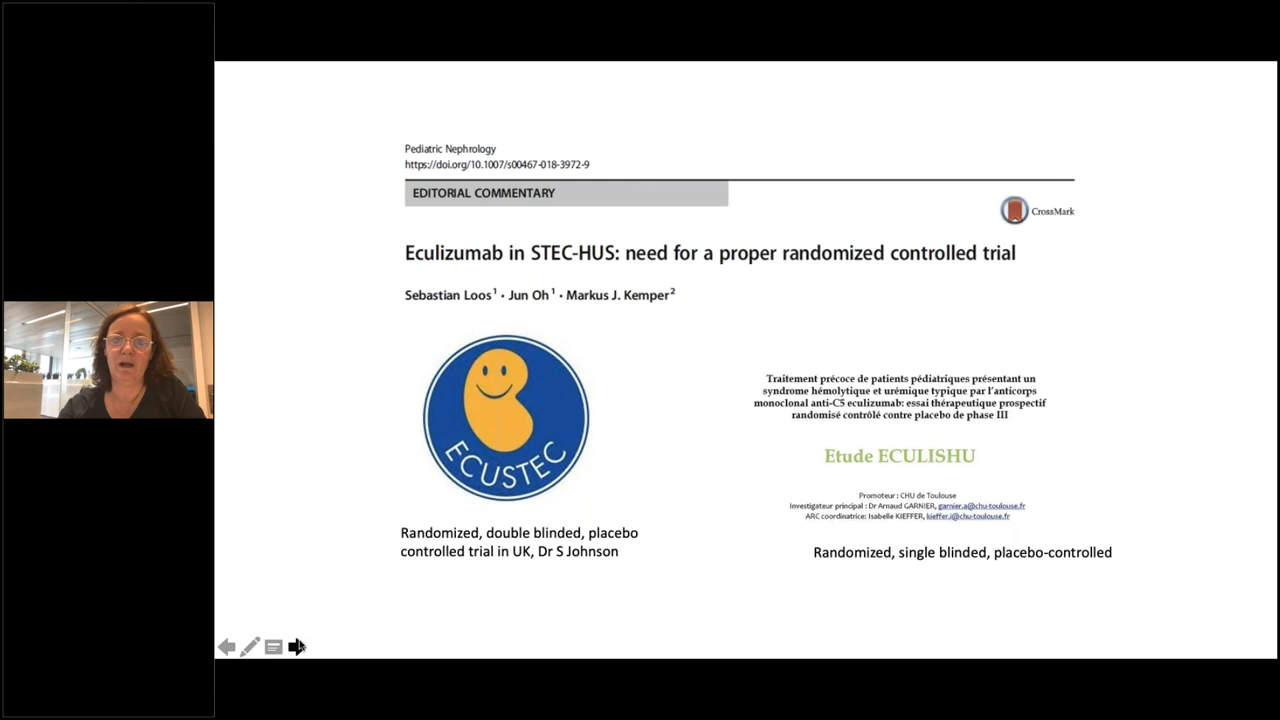 Pediatric Nephrology
https://doi.org/10.1007/s00467-018-3972-9
EDITORIAL COMMENTARY
CrossMark
Eculizumab in STEC-HUS: need for a proper randomized controlled trial
Sebastian Loos1 · Jun Oh1 · Markus J. Kemper2
ECUSTEC
Randomized, double blinded, placebo
controlled trial in UK, Dr S Johnson
Traitement précoce de patients pédiatriques présentant un
syndrome hémolytique et urémique typique par l'anticorps
monoclonal anti-C5 eculizumab: essai thérapeutique prospectif
randomisé contrôlé contre placebo de phase III
Etude ECULISHU
Promoteur : CHU de Toulouse
Investigateur principal : Dr Arnaud GARNIER, garnier.a@chu-toulouse.fr
ARC coordinatrice: Isabelle KIEFFER, kieffer.i@chu-toulouse.fr
Randomized, single blinded, placebo-controlled